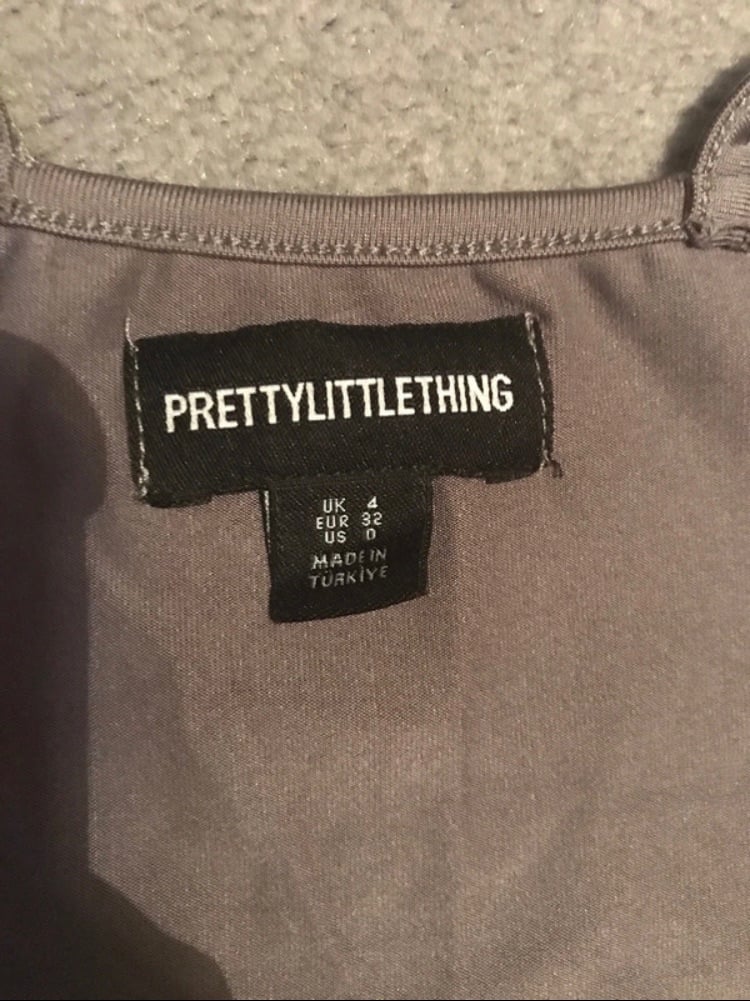 PRETTYLITTLETHING
UK 4
EUR 32
US 0
MADE IN
TÜRKİYE